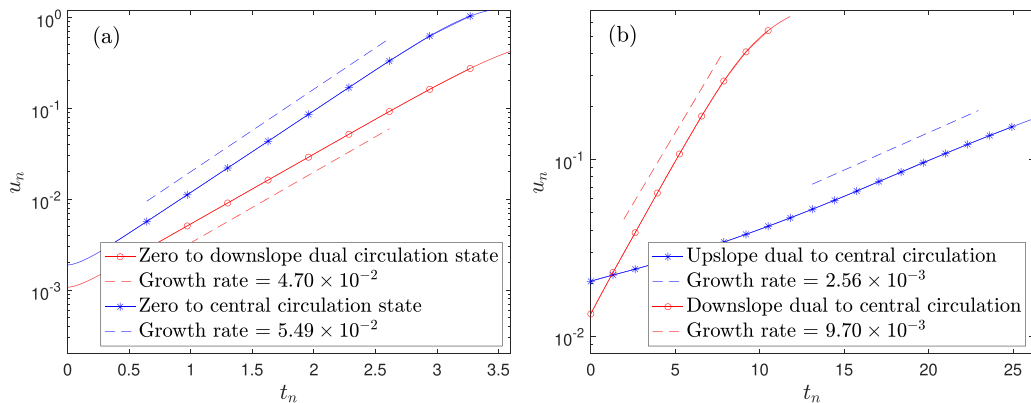 (a)
10^0
10^{-1}
10^{-2}
10^{-3}
u_n
Zero to downslope dual circulation state
Growth rate = 4.70 × 10^{-2}
Zero to central circulation state
Growth rate = 5.49 × 10^{-2}
0 0.5 1 1.5 2 2.5 3 3.5
t_n
(b)
10^{-1}
10^{-2}
u_n
Upslope dual to central circulation
Growth rate = 2.56 × 10^{-3}
Downslope dual to central circulation
Growth rate = 9.70 × 10^{-3}
0 5 10 15 20 25
t_n